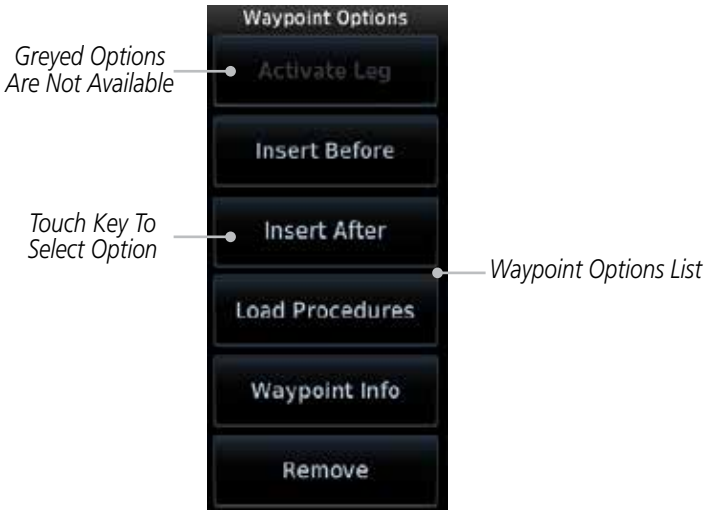 Waypoint Options
Greyed Options
Are Not Available
Activate Leg
Insert Before
Touch Key To
Select Option
Insert After
Waypoint Options List
Load Procedures
Waypoint Info
Remove